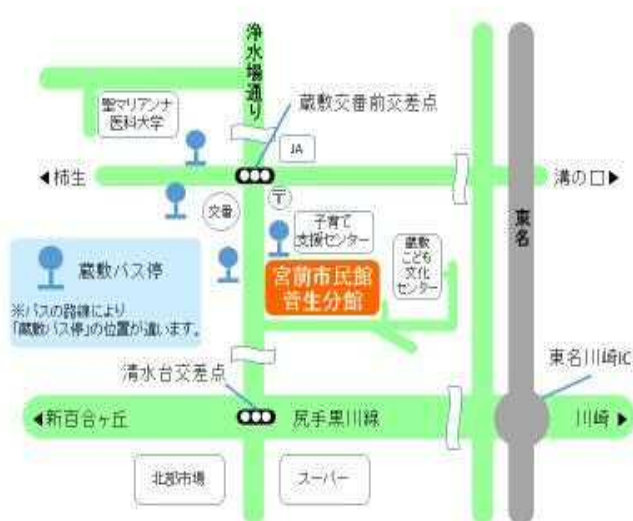 浄水場通り
聖マリアンナ
医科大学
蔵敷交番前交差点
JA
◀柿生
溝の口▶
交番
〒
子育て
支援センター
東名
蔵敷
こども
文化
センター
蔵敷バス停
宮前市民館
菅生分館
※バスの路線により
「蔵敷バス停」の位置が違います。
清水台交差点
東名川崎IC
◀新百合ヶ丘
尻手黒川線
川崎▶
北部市場
スーパー